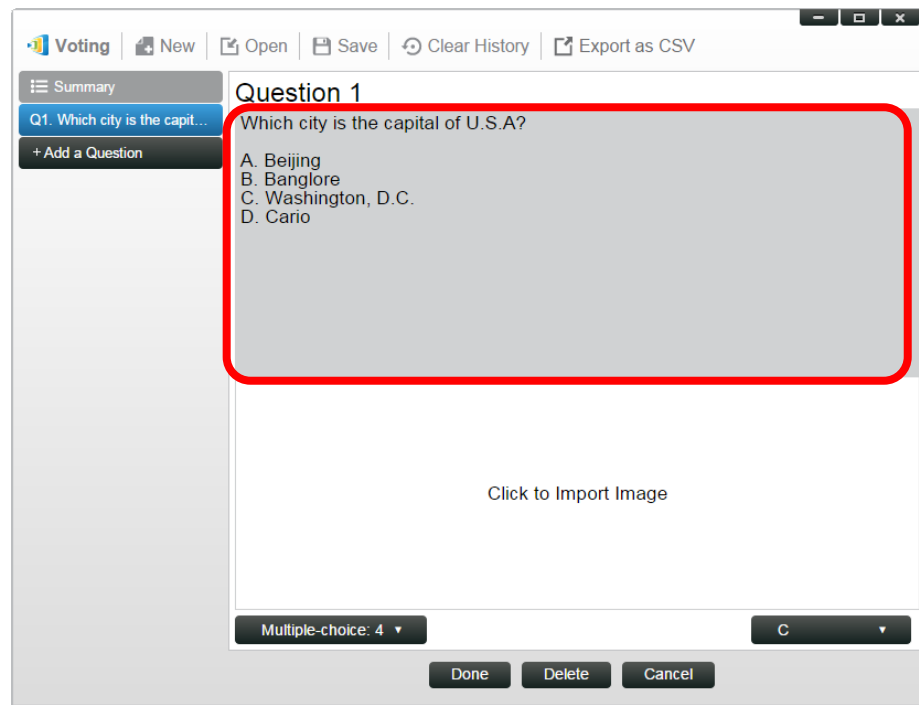 Voting New Open Save Clear History Export as CSV
Summary
Q1. Which city is the capit...
+ Add a Question
Question 1
Which city is the capital of U.S.A?
A. Beijing
B. Banglore
C. Washington, D.C.
D. Cario
Click to Import Image
Multiple-choice: 4 C
Done Delete Cancel